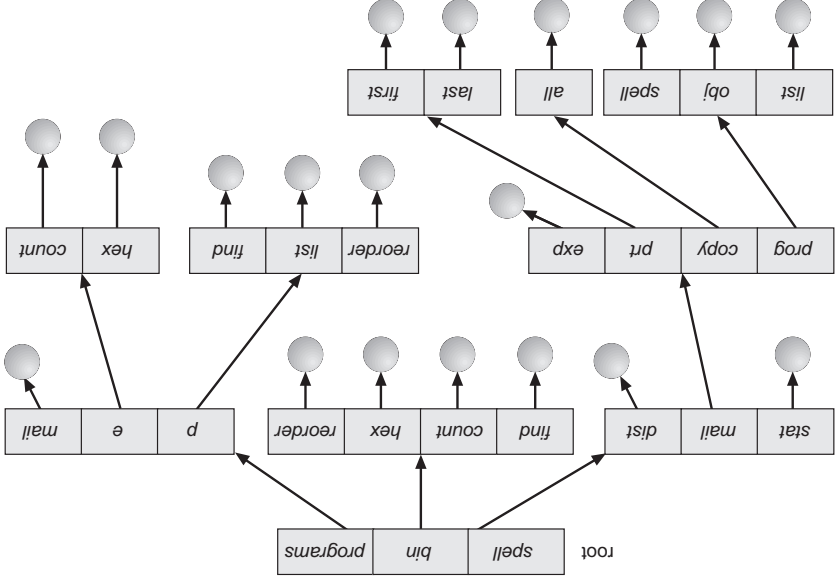 root spell bin programs
stat mail dist find count hex reorder p e mail
prog copy prt exp reorder list find hex count
list obj spell all last first